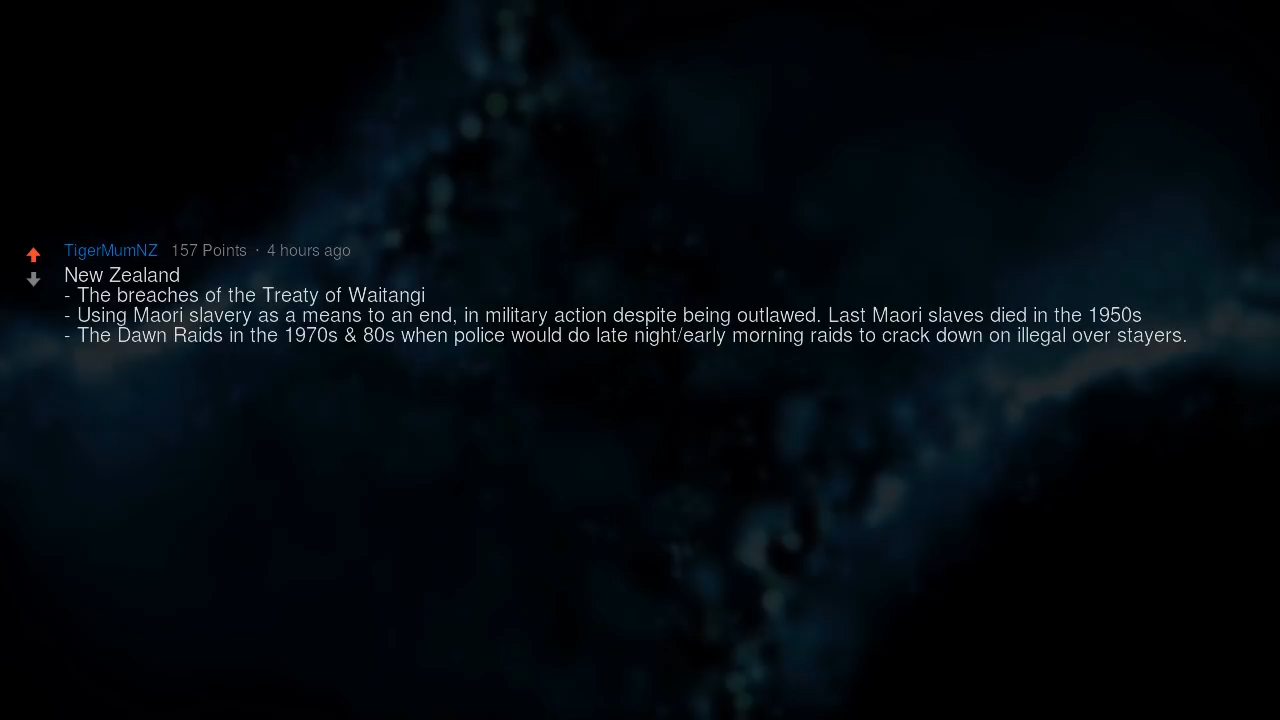 TigerMumNZ 157 Points · 4 hours ago
New Zealand
- The breaches of the Treaty of Waitangi
- Using Maori slavery as a means to an end, in military action despite being outlawed. Last Maori slaves died in the 1950s
- The Dawn Raids in the 1970s & 80s when police would do late night/early morning raids to crack down on illegal over stayers.